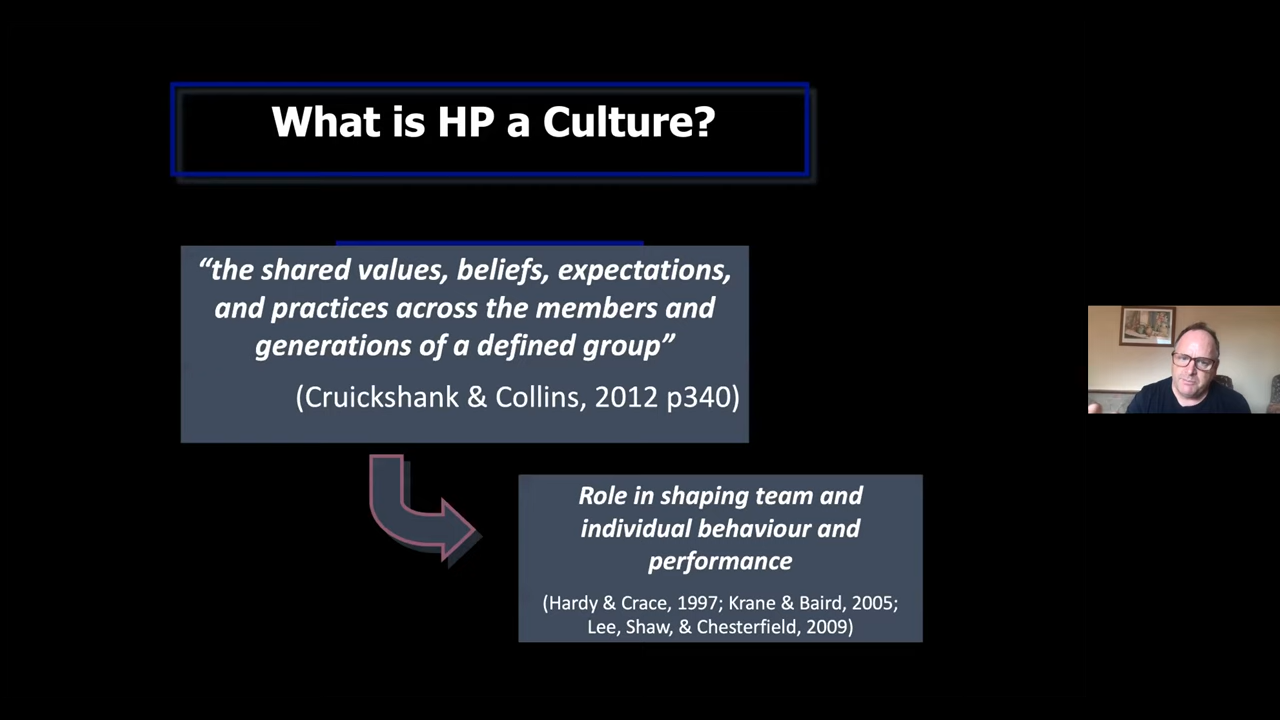 What is HP a Culture?
“the shared values, beliefs, expectations,
and practices across the members and
generations of a defined group”
(Cruickshank & Collins, 2012 p340)
Role in shaping team and
individual behaviour and
performance
(Hardy & Crace, 1997; Krane & Baird, 2005;
Lee, Shaw, & Chesterfield, 2009)